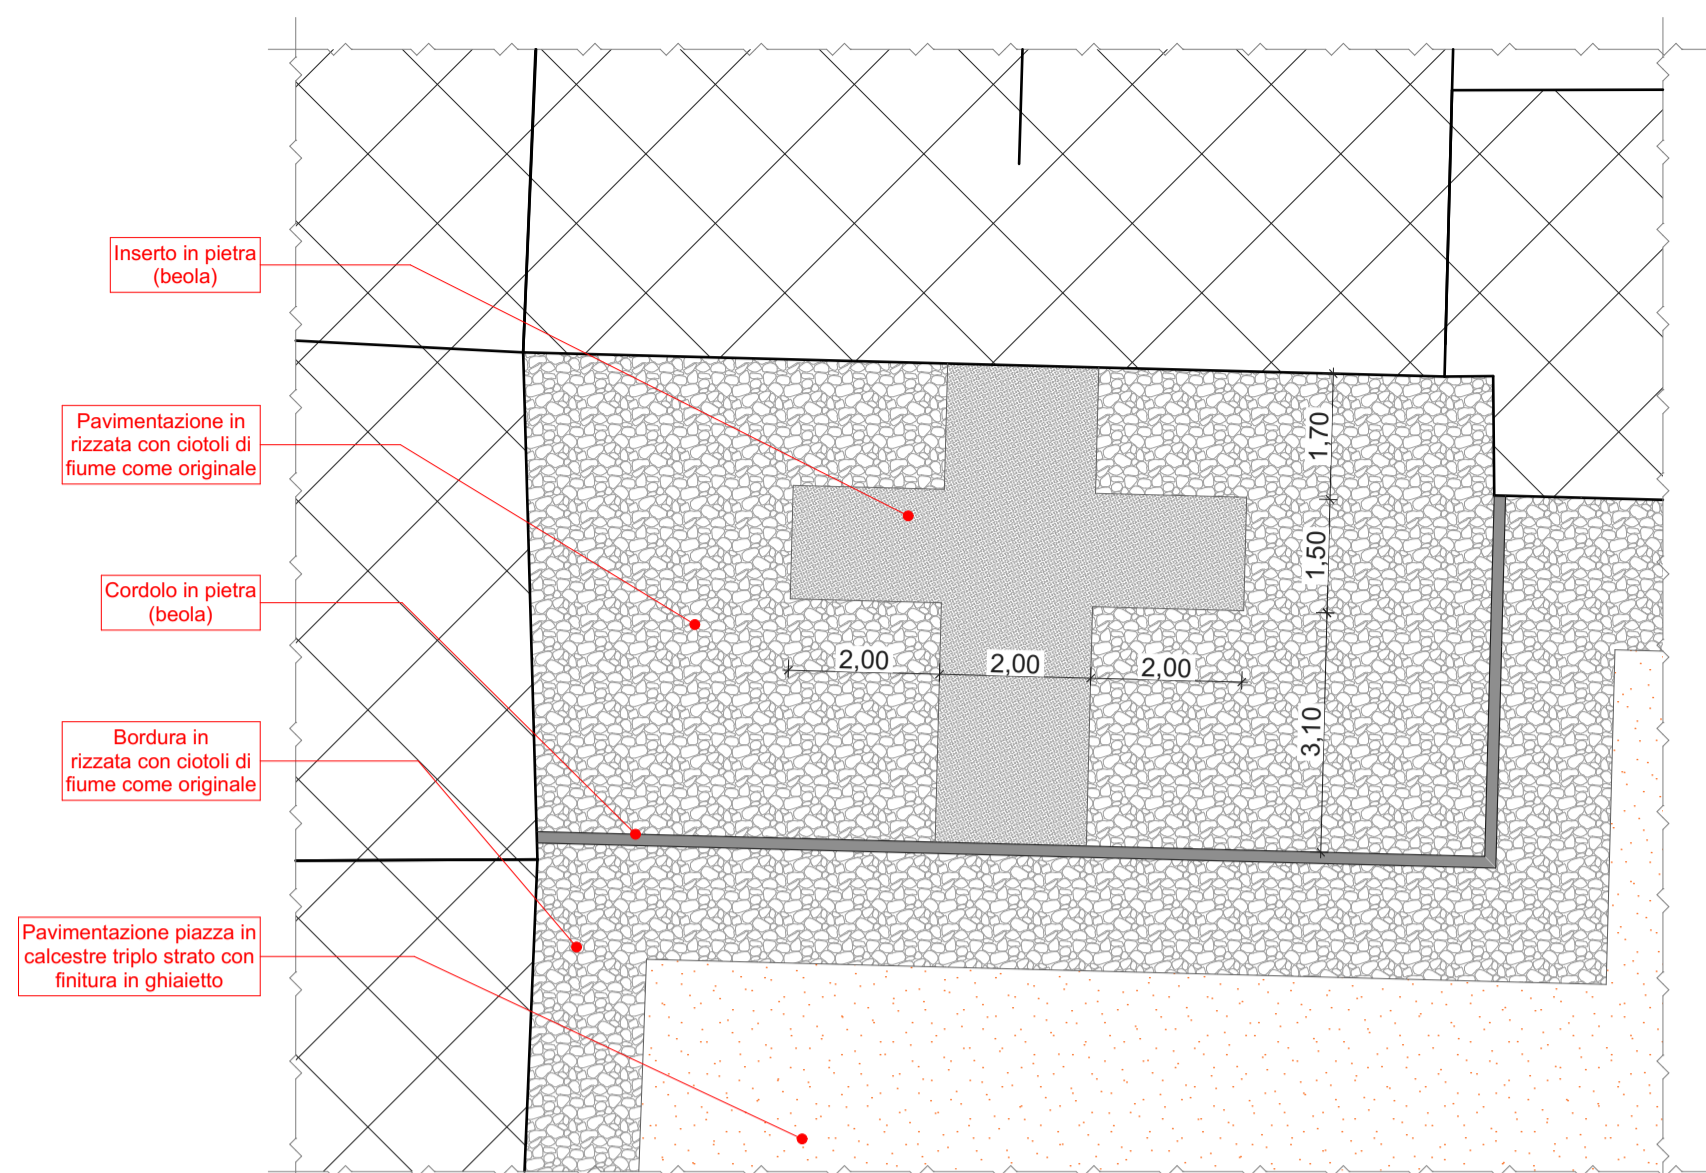 Inserto in pietra
(beola)
Pavimentazione in
rizzata con ciotoli di
fiume come originale
Cordolo in pietra
(beola)
Bordura in
rizzata con ciotoli di
fiume come originale
Pavimentazione piazza in
calcestre triplo strato con
finitura in ghiaietto
1,70
1,50
3,10
2,00
2,00
2,00